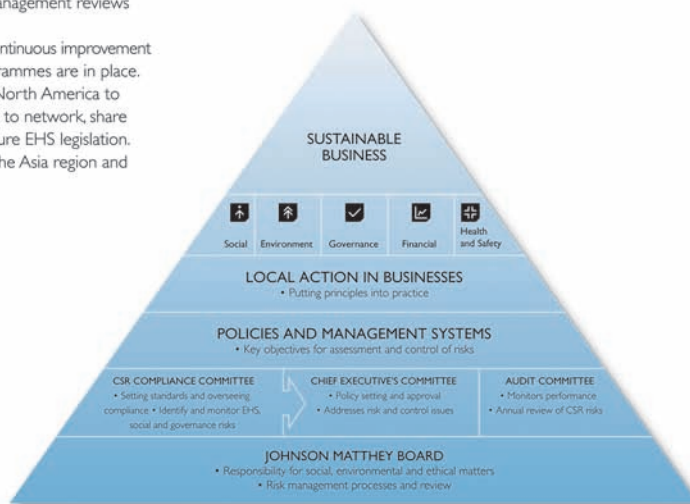 anagement reviews
ntinuous improvement
rammes are in place.
North America to
to network, share
ure EHS legislation.
he Asia region and
SUSTAINABLE
BUSINESS
Social
Environment
Governance
Financial
Health
and Safety
LOCAL ACTION IN BUSINESSES
• Putting principles into practice
POLICIES AND MANAGEMENT SYSTEMS
• Key objectives for assessment and control of risks
CSR COMPLIANCE COMMITTEE
• Setting standards and overseeing
compliance • Identify and monitor EHS,
social and governance risks
CHIEF EXECUTIVE'S COMMITTEE
• Policy setting and approval
• Addresses risk and control issues
AUDIT COMMITTEE
• Monitors performance
• Annual review of CSR risks
JOHNSON MATTHEY BOARD
• Responsibility for social, environmental and ethical matters
• Risk management processes and review